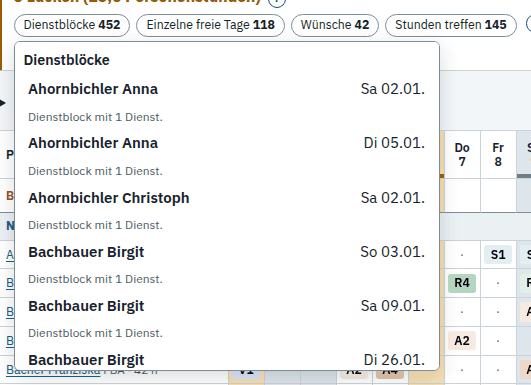 Dienstblöcke 452
Einzelne freie Tage 118
Wünsche 42
Stunden treffen 145
Dienstblöcke
Ahornbichler Anna Sa 02.01.
Dienstblock mit 1 Dienst.
Ahornbichler Anna Di 05.01.
Dienstblock mit 1 Dienst.
Ahornbichler Christoph Sa 02.01.
Dienstblock mit 1 Dienst.
Bachbauer Birgit So 03.01.
Dienstblock mit 1 Dienst.
Bachbauer Birgit Sa 09.01.
Dienstblock mit 1 Dienst.
Bachbauer Birgit Di 26.01.
Do Fr
7 8
S1
R4
A2